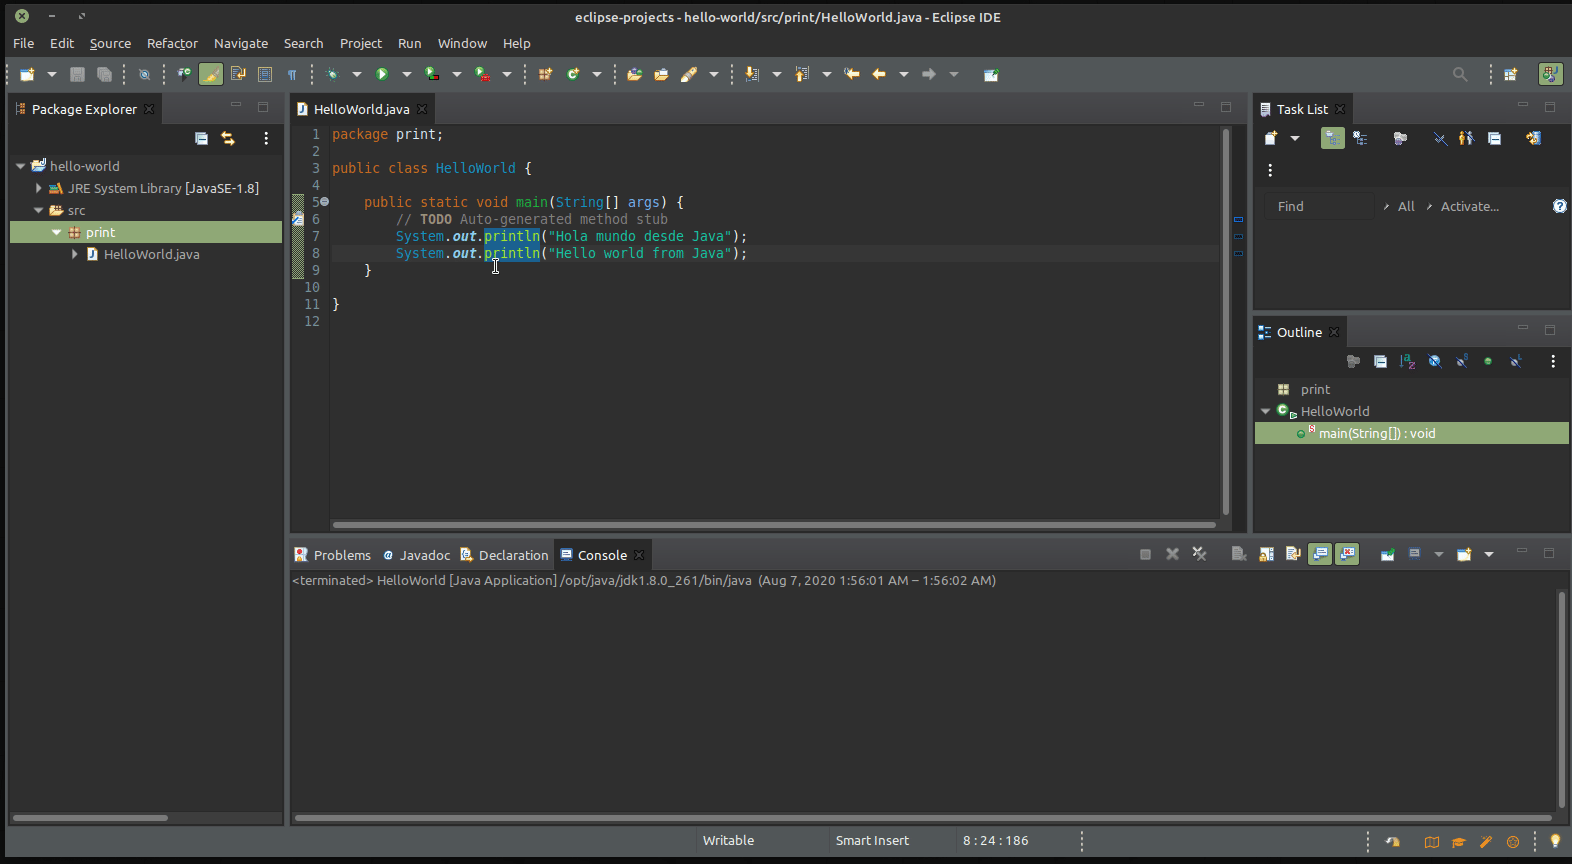 eclipse-projects - hello-world/src/print/HelloWorld.java - Eclipse IDE
File Edit Source Refactor Navigate Search Project Run Window Help
Package Explorer
hello-world
JRE System Library [JavaSE-1.8]
src
print
HelloWorld.java
HelloWorld.java
1 package print;
2
3 public class HelloWorld {
4
5 public static void main(String[] args) {
6 // TODO Auto-generated method stub
7 System.out.println("Hola mundo desde Java");
8 System.out.println("Hello world from Java");
9 }
10
11 }
12
Task List
Find All Activate...
Outline
print
HelloWorld
main(String[]) : void
Problems Javadoc Declaration Console
<terminated> HelloWorld [Java Application] /opt/java/jdk1.8.0_261/bin/java (Aug 7, 2020 1:56:01 AM – 1:56:02 AM)
Writable Smart Insert 8 : 24 : 186